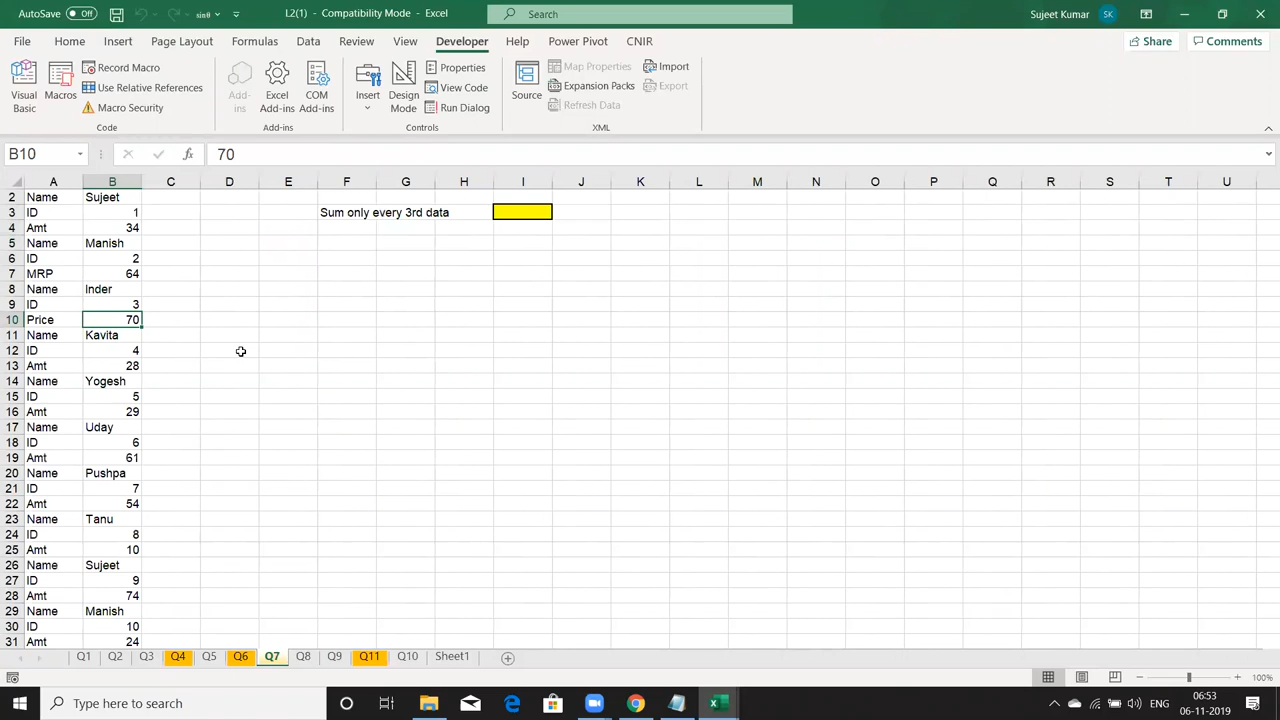 AutoSave Off sinθ L2(1) - Compatibility Mode - Excel Search Sujeet Kumar SK
File Home Insert Page Layout Formulas Data Review View Developer Help Power Pivot CNIR Share Comments
Visual Basic Macros Record Macro Use Relative References Macro Security Add-ins Excel Add-ins COM Add-ins Insert Design Mode Properties View Code Run Dialog Source Map Properties Expansion Packs Refresh Data Import Export
Code Add-ins Controls XML
B10 fx 70
A B C D E F G H I J K L M N O P Q R S T U
2 Name Sujeet
3 ID 1 Sum only every 3rd data
4 Amt 34
5 Name Manish
6 ID 2
7 MRP 64
8 Name Inder
9 ID 3
10 Price 70
11 Name Kavita
12 ID 4
13 Amt 28
14 Name Yogesh
15 ID 5
16 Amt 29
17 Name Uday
18 ID 6
19 Amt 61
20 Name Pushpa
21 ID 7
22 Amt 54
23 Name Tanu
24 ID 8
25 Amt 10
26 Name Sujeet
27 ID 9
28 Amt 74
29 Name Manish
30 ID 10
31 Amt 24
Q1 Q2 Q3 Q4 Q5 Q6 Q7 Q8 Q9 Q11 Q10 Sheet1
100%
Type here to search ENG 06:53
06-11-2019